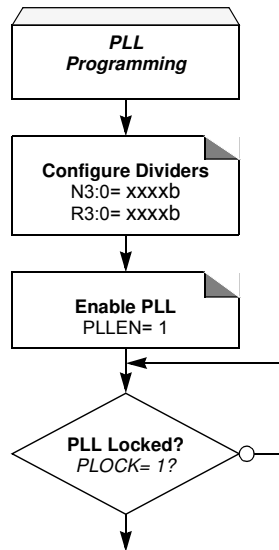 PLL
Programming
Configure Dividers
N3:0= xxxxb
R3:0= xxxxb
Enable PLL
PLLEN= 1
PLL Locked?
PLOCK= 1?